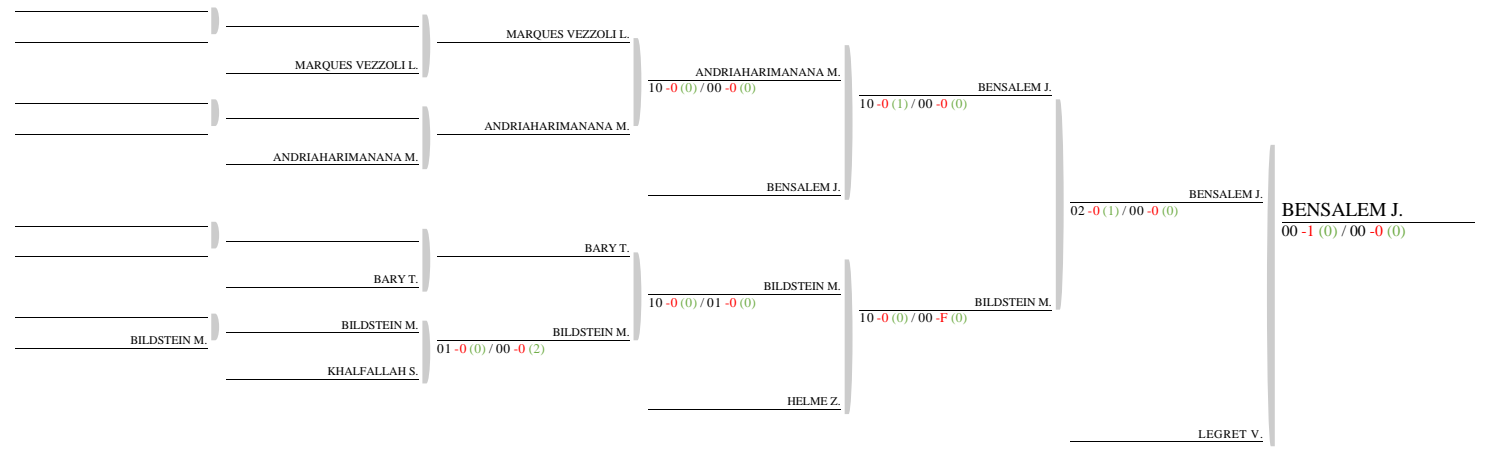 MARQUES VEZZOLI L.
MARQUES VEZZOLI L.
ANDRIAHARIMANANA M.
10 -0 (0) / 00 -0 (0)
BENSALEM J.
10 -0 (1) / 00 -0 (0)
ANDRIAHARIMANANA M.
ANDRIAHARIMANANA M.
BENSALEM J.
BENSALEM J.
02 -0 (1) / 00 -0 (0)
BENSALEM J.
00 -1 (0) / 00 -0 (0)
BARY T.
BARY T.
BILDSTEIN M.
10 -0 (0) / 01 -0 (0)
BILDSTEIN M.
10 -0 (0) / 00 -F (0)
BILDSTEIN M.
BILDSTEIN M.
BILDSTEIN M.
01 -0 (0) / 00 -0 (2)
KHALFALLAH S.
HELME Z.
LEGRET V.